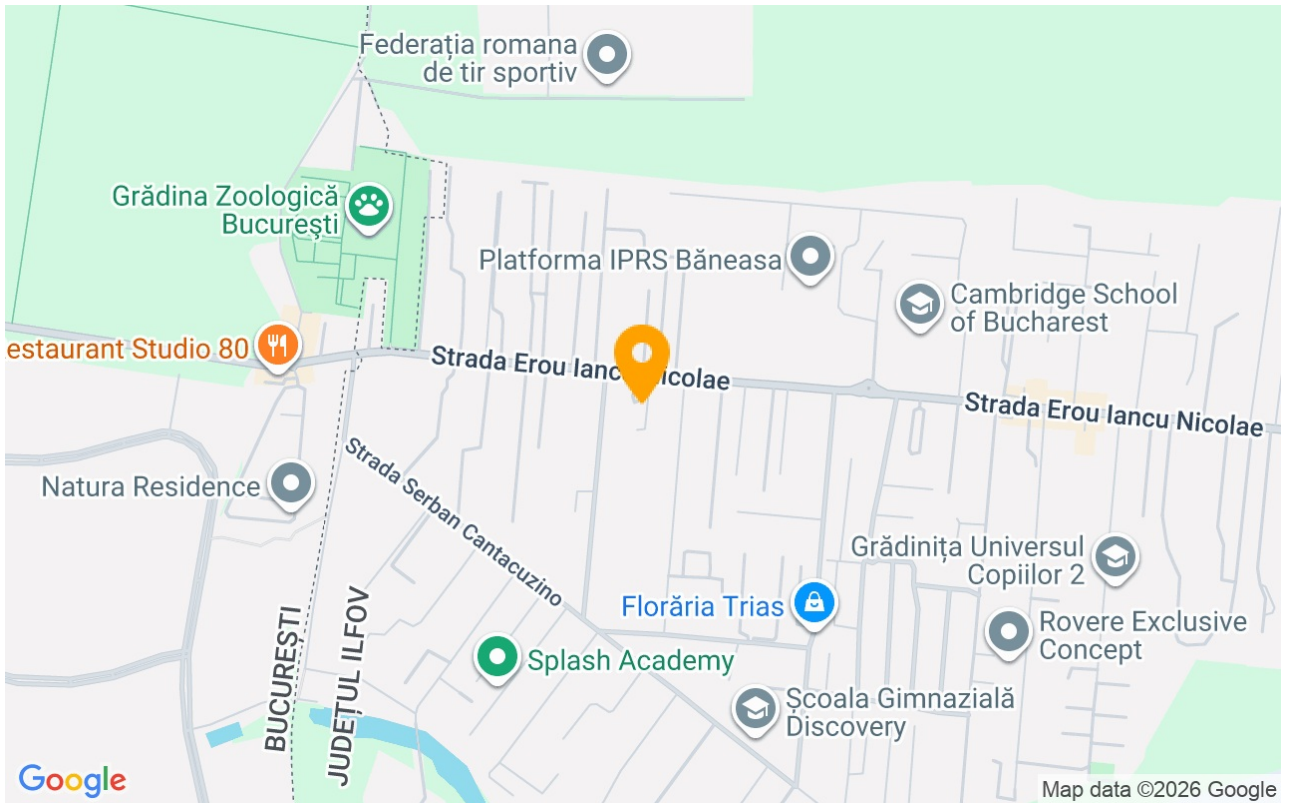 Federația romana
de tir sportiv
Grădina Zoologică
București
Platforma IPRS Băneasa
Cambridge School
of Bucharest
estaurant Studio 80
Strada Erou Iancu Nicolae
Strada Erou Iancu Nicolae
Natura Residence
Strada Serban Cantacuzino
Grădinița Universul
Copiilor 2
Florăria Trias
Rovere Exclusive
Concept
BUCUREȘTI
JUDEȚUL ILFOV
Splash Academy
Școala Gimnazială
Discovery
Google
Map data ©2026 Google